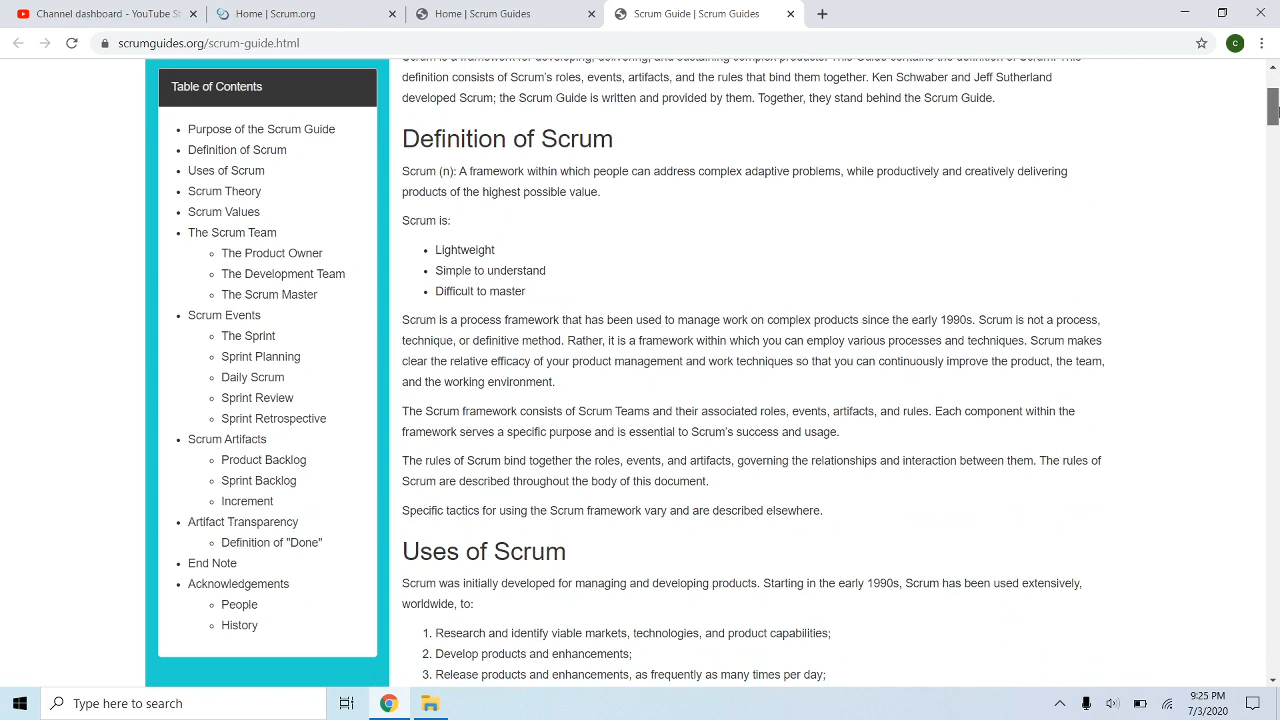 Channel dashboard - YouTube St
Home | Scrum.org
Home | Scrum Guides
Scrum Guide | Scrum Guides
scrumguides.org/scrum-guide.html
C
Table of Contents
Purpose of the Scrum Guide
Definition of Scrum
Uses of Scrum
Scrum Theory
Scrum Values
The Scrum Team
The Product Owner
The Development Team
The Scrum Master
Scrum Events
The Sprint
Sprint Planning
Daily Scrum
Sprint Review
Sprint Retrospective
Scrum Artifacts
Product Backlog
Sprint Backlog
Increment
Artifact Transparency
Definition of "Done"
End Note
Acknowledgements
People
History
Scrum is a framework for developing, delivering, and sustaining complex products. This Guide contains the definition of Scrum. This
definition consists of Scrum's roles, events, artifacts, and the rules that bind them together. Ken Schwaber and Jeff Sutherland
developed Scrum; the Scrum Guide is written and provided by them. Together, they stand behind the Scrum Guide.
Definition of Scrum
Scrum (n): A framework within which people can address complex adaptive problems, while productively and creatively delivering
products of the highest possible value.
Scrum is:
Lightweight
Simple to understand
Difficult to master
Scrum is a process framework that has been used to manage work on complex products since the early 1990s. Scrum is not a process,
technique, or definitive method. Rather, it is a framework within which you can employ various processes and techniques. Scrum makes
clear the relative efficacy of your product management and work techniques so that you can continuously improve the product, the team,
and the working environment.
The Scrum framework consists of Scrum Teams and their associated roles, events, artifacts, and rules. Each component within the
framework serves a specific purpose and is essential to Scrum's success and usage.
The rules of Scrum bind together the roles, events, and artifacts, governing the relationships and interaction between them. The rules of
Scrum are described throughout the body of this document.
Specific tactics for using the Scrum framework vary and are described elsewhere.
Uses of Scrum
Scrum was initially developed for managing and developing products. Starting in the early 1990s, Scrum has been used extensively,
worldwide, to:
1. Research and identify viable markets, technologies, and product capabilities;
2. Develop products and enhancements;
3. Release products and enhancements, as frequently as many times per day;
Type here to search
9:25 PM
7/3/2020